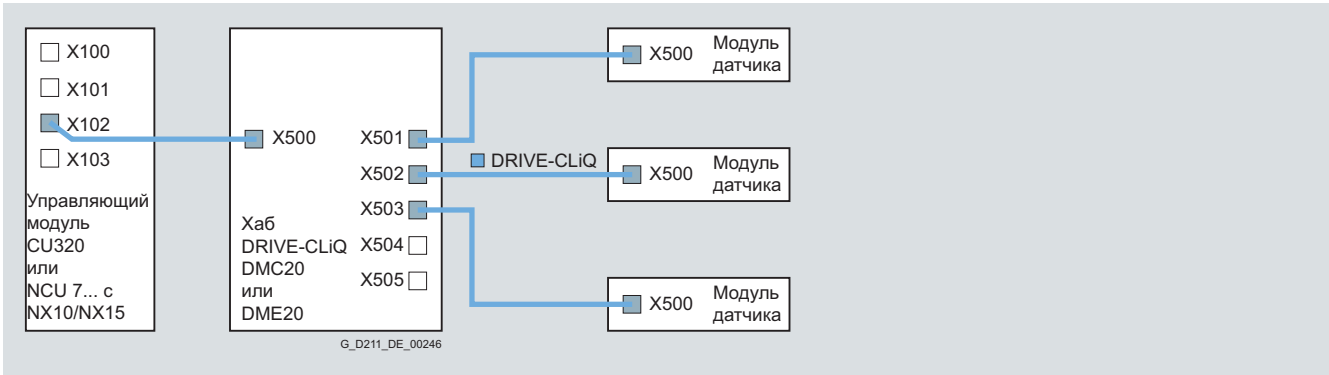 X100
X101
X102
X103
Управляющий
модуль
CU320
или
NCU 7... с
NX10/NX15
X500
X501
X502
X503
X504
X505
Хаб
DRIVE-CLiQ
DMC20
или
DME20
G_D211_DE_00246
DRIVE-CLiQ
X500
Модуль
датчика
X500
Модуль
датчика
X500
Модуль
датчика